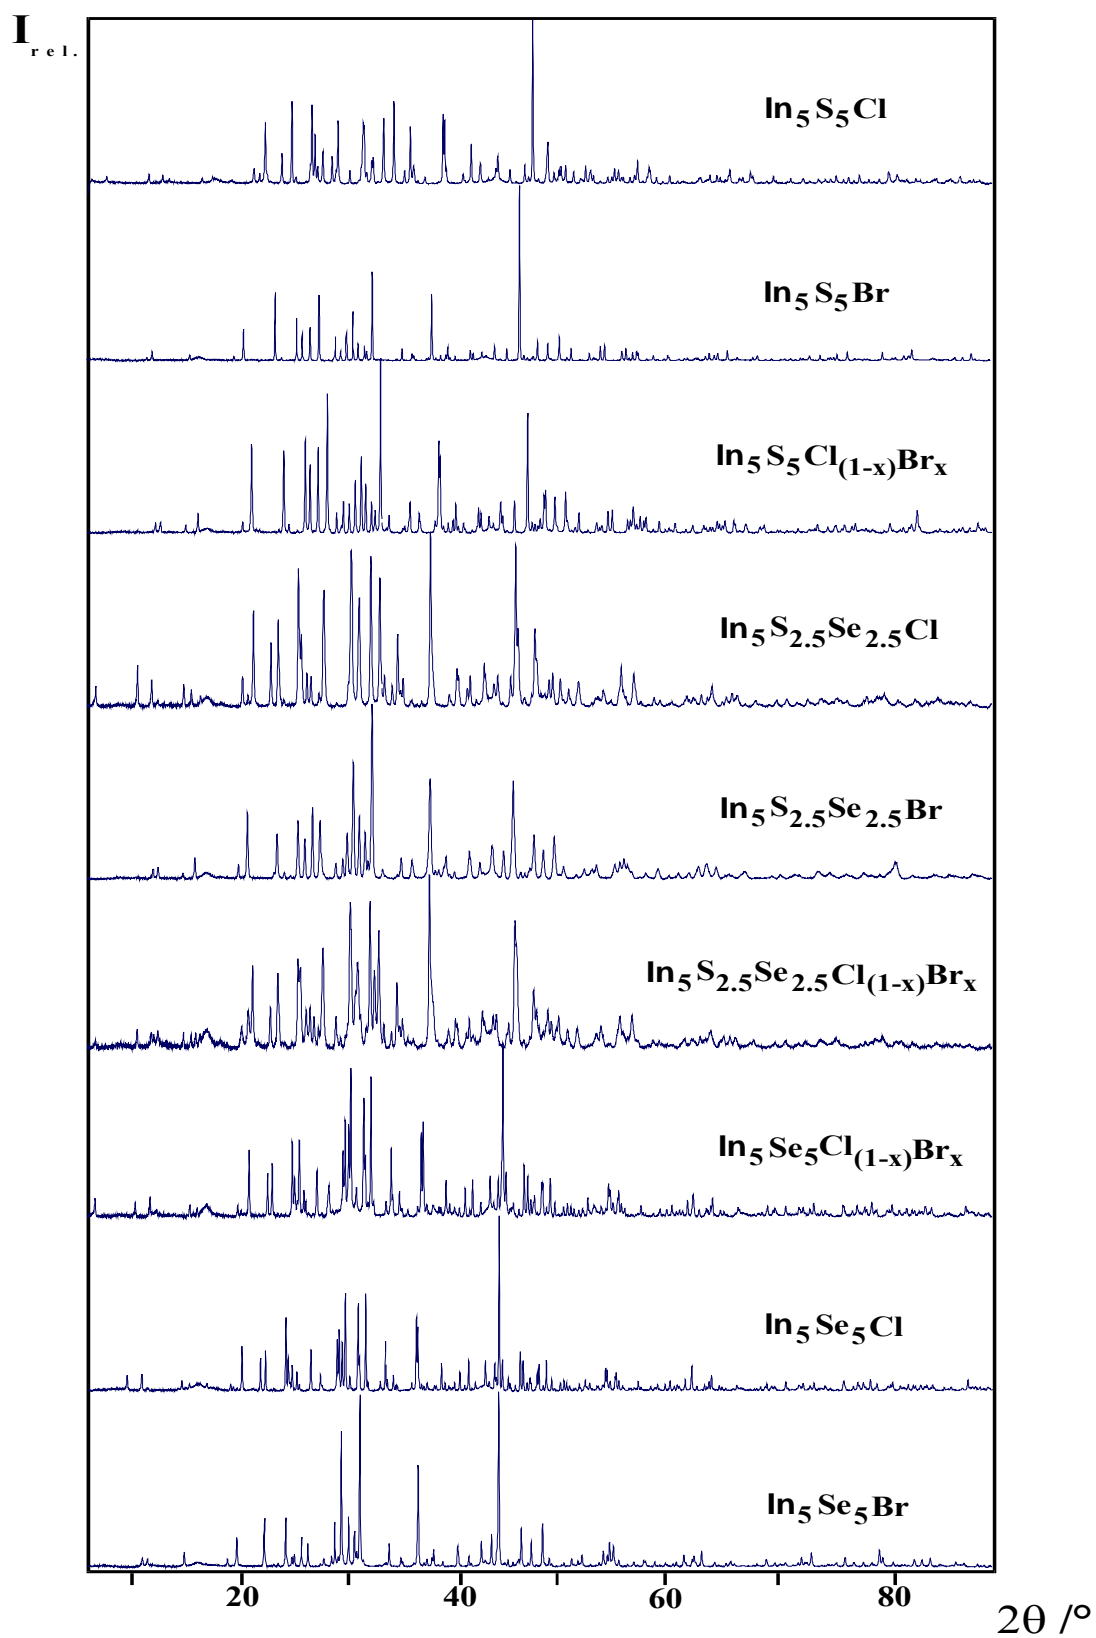 I rel.
In5S5Cl
In5S5Br
In5S5Cl(1-x)Brx
In5S2.5Se2.5Cl
In5S2.5Se2.5Br
In5S2.5Se2.5Cl(1-x)Brx
In5Se5Cl(1-x)Brx
In5Se5Cl
In5Se5Br
20 40 60 80
2θ /°